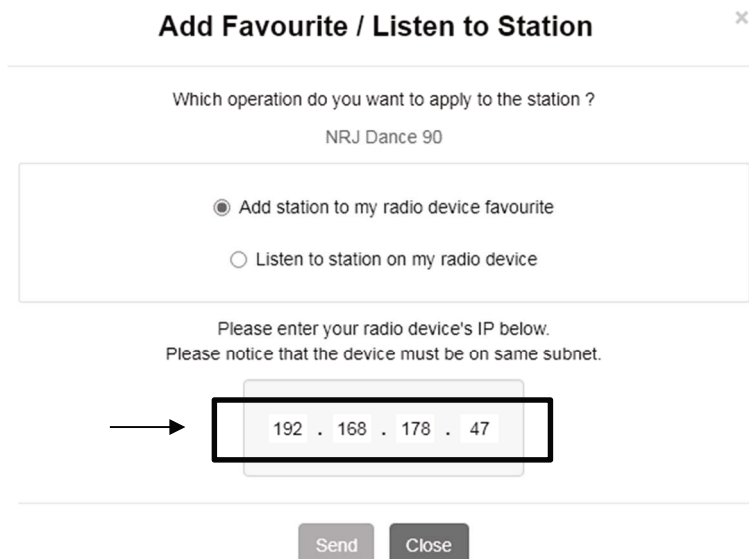 Add Favourite / Listen to Station
×
Which operation do you want to apply to the station ?
NRJ Dance 90
Add station to my radio device favourite
Listen to station on my radio device
Please enter your radio device's IP below.
Please notice that the device must be on same subnet.
192 . 168 . 178 . 47
Send Close